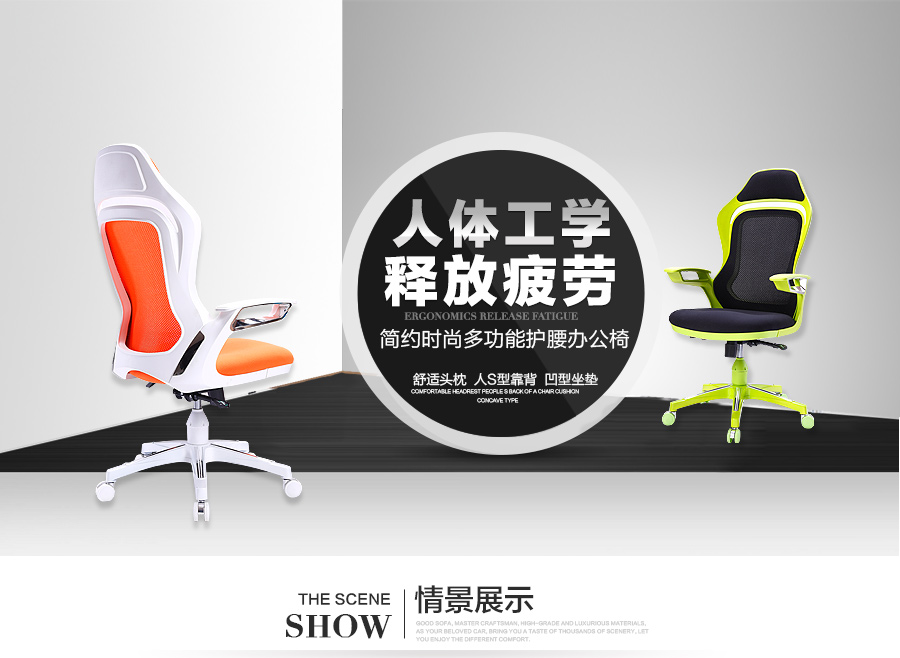 人体工学
释放疲劳
ERGONOMICS RELEASE FATIGUE
简约时尚多功能护腰办公椅
舒适头枕 人S型靠背 凹型坐垫
COMFORTABLE HEADREST PEOPLE S BACK OF A CHAIR CUSHION
CONCAVE TYPE
THE SCENE
SHOW
情景展示
GOOD SOFA, MASTER CRAFTSMAN, HIGH-GRADE AND LUXURIOUS MATERIALS,
AS YOUR BELOVED CAR, BRING YOU A TASTE OF THOUSANDS OF SCENERY, LET
YOU ENJOY THE DIFFERENT COMFORT.